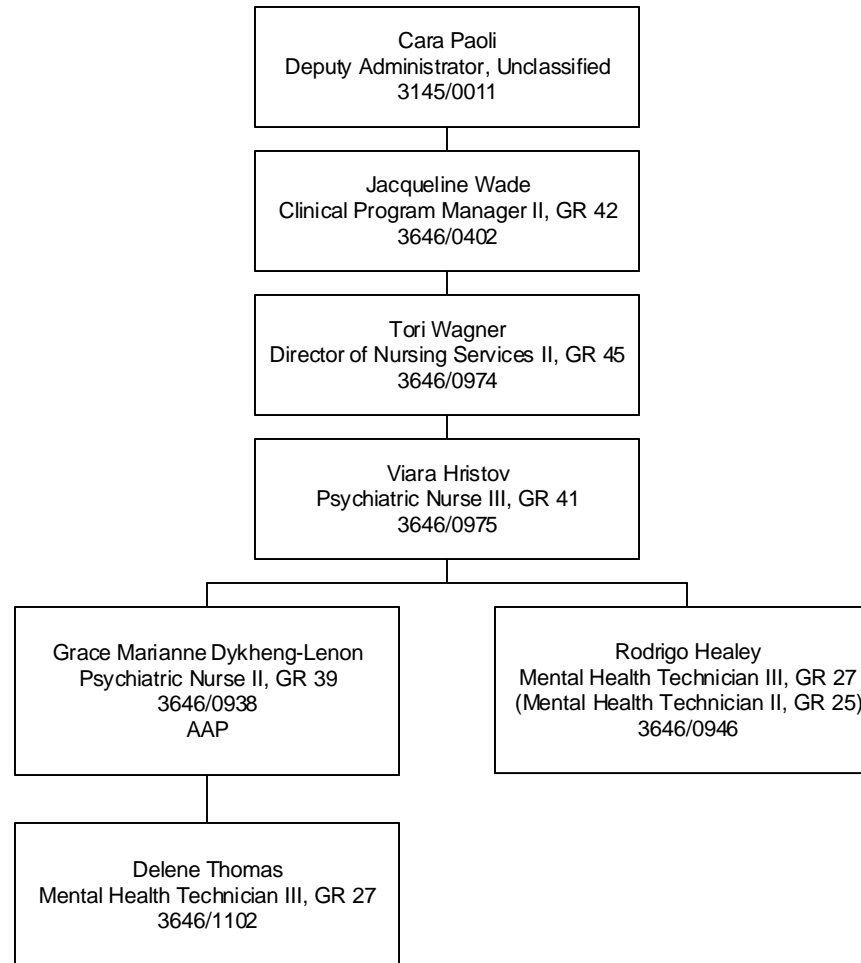 Cara Paoli
Deputy Administrator, Unclassified
3145/0011
Jacqueline Wade
Clinical Program Manager II, GR 42
3646/0402
Tori Wagner
Director of Nursing Services II, GR 45
3646/0974
Viara Hristov
Psychiatric Nurse III, GR 41
3646/0975
Grace Marianne Dykheng-Lenon
Psychiatric Nurse II, GR 39
3646/0938
AAP
Rodrigo Healey
Mental Health Technician III, GR 27
(Mental Health Technician II, GR 25)
3646/0946
Delene Thomas
Mental Health Technician III, GR 27
3646/1102